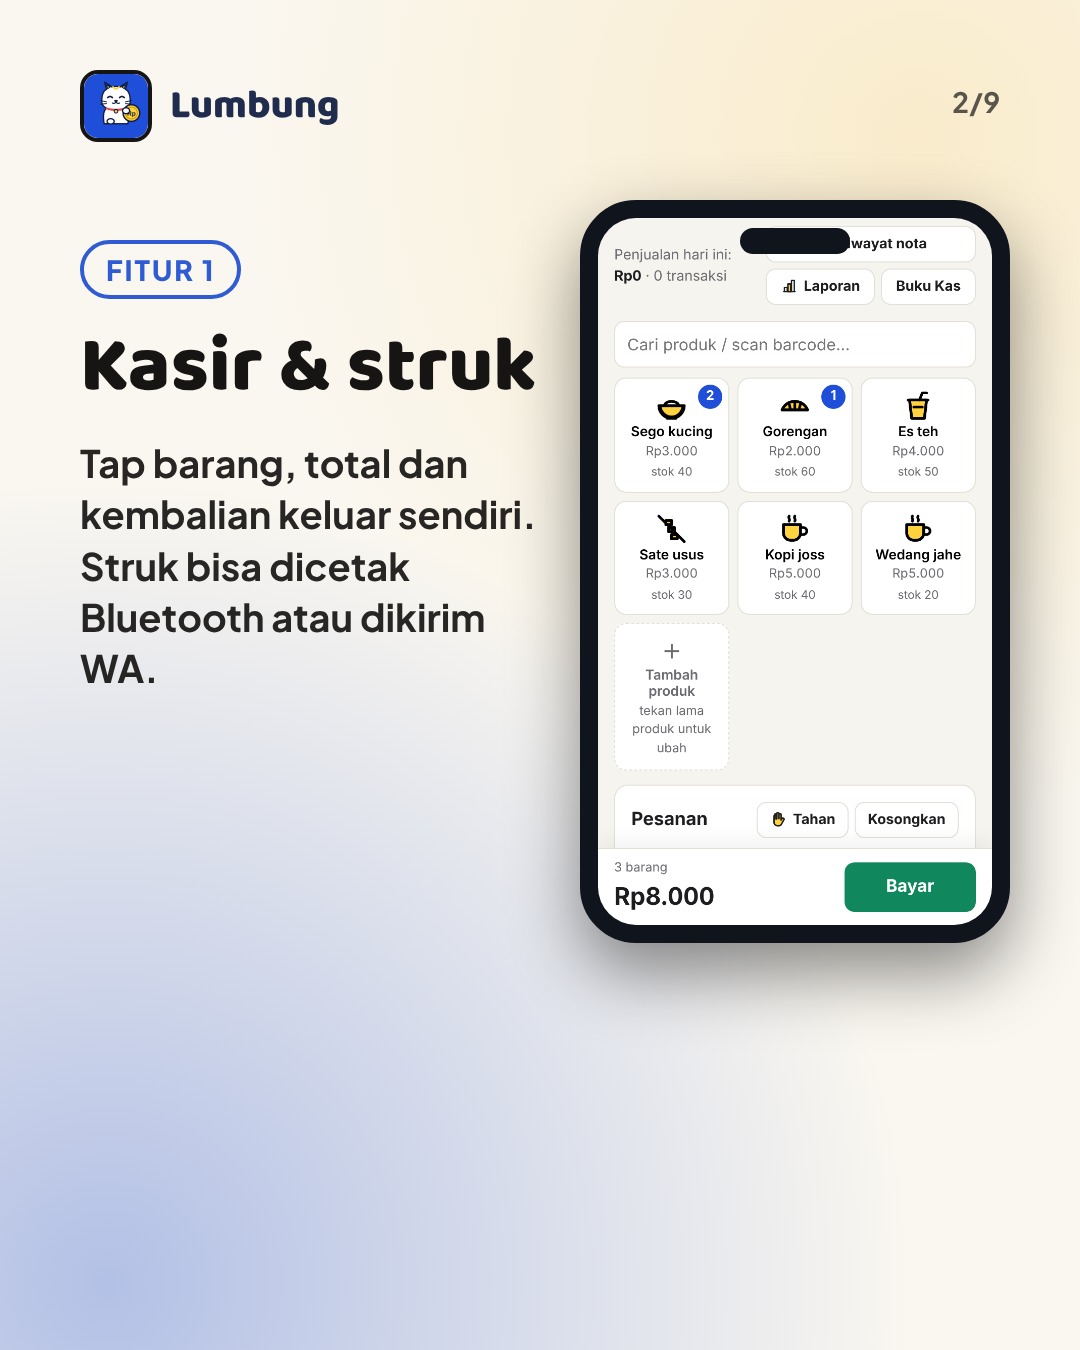 Lumbung
2/9
FITUR 1
Kasir & struk
Tap barang, total dan
kembalian keluar sendiri.
Struk bisa dicetak
Bluetooth atau dikirim
WA.
Penjualan hari ini:
Rp0 · 0 transaksi
wayat nota
Laporan
Buku Kas
Cari produk / scan barcode...
2
Sego kucing
Rp3.000
stok 40
1
Gorengan
Rp2.000
stok 60
Es teh
Rp4.000
stok 50
Sate usus
Rp3.000
stok 30
Kopi joss
Rp5.000
stok 40
Wedang jahe
Rp5.000
stok 20
+
Tambah
produk
tekan lama
produk untuk
ubah
Pesanan
Tahan
Kosongkan
3 barang
Rp8.000
Bayar